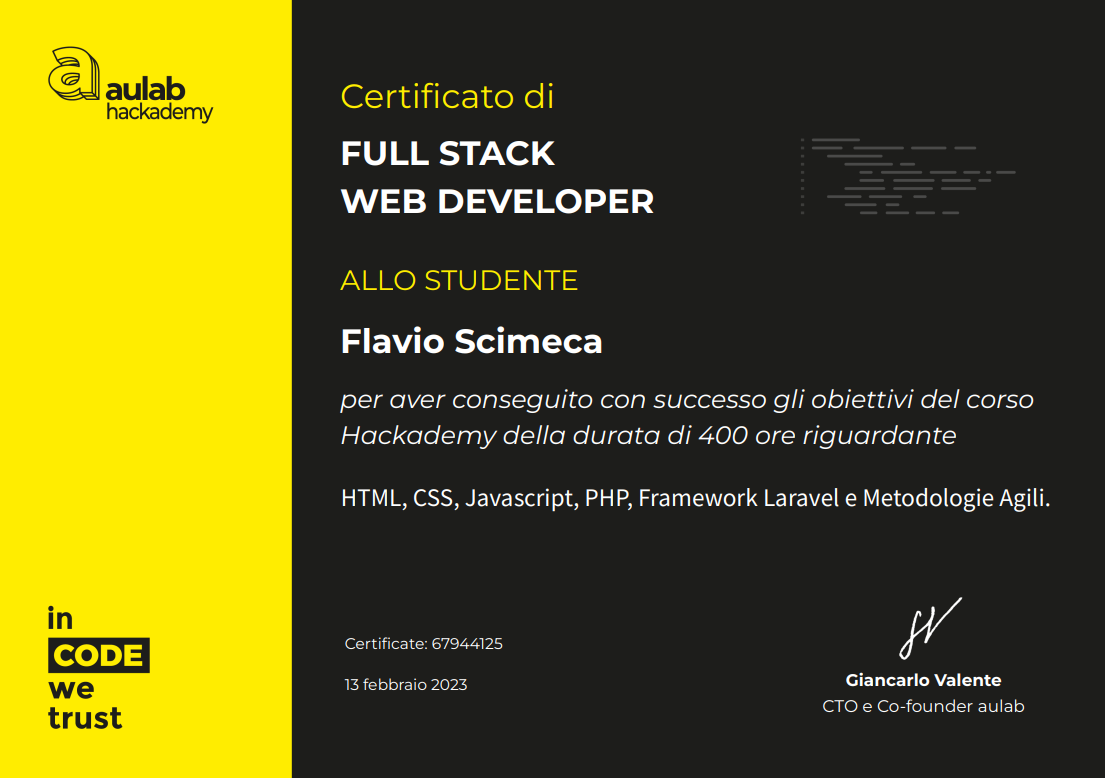 aulab
hackademy
Certificato di
FULL STACK
WEB DEVELOPER
ALLO STUDENTE
Flavio Scimeca
per aver conseguito con successo gli obiettivi del corso
Hackademy della durata di 400 ore riguardante
HTML, CSS, Javascript, PHP, Framework Laravel e Metodologie Agili.
in
CODE
we
trust
Certificate: 67944125
13 febbraio 2023
Giancarlo Valente
CTO e Co-founder aulab